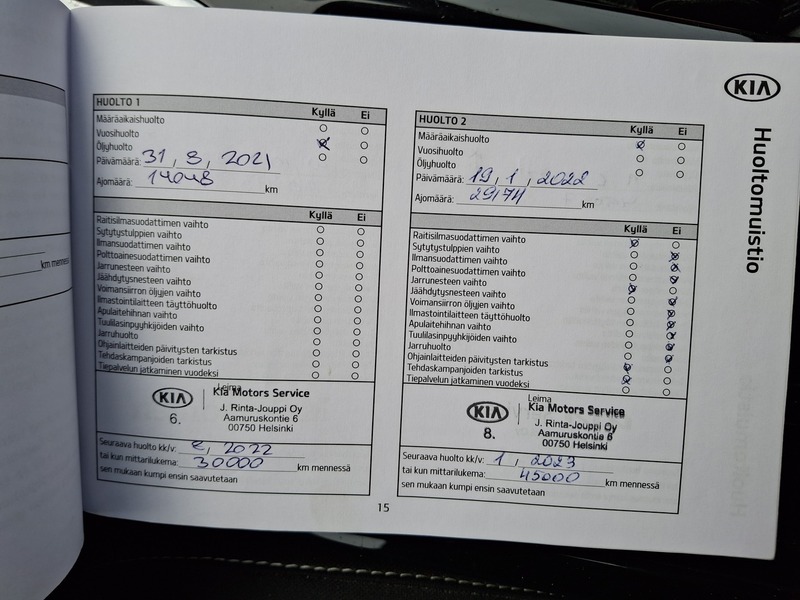 km mennessä
HUOLTO 1
Kyllä Ei
Määräaikaishuolto
Vuosihuolto
Öljyhuolto
Päivämäärä: 31, 8, 2021
Ajomäärä: 14048 km
Kyllä Ei
Raitisilmasuodattimen vaihto
Sytytystulppien vaihto
Ilmansuodattimen vaihto
Polttoainesuodattimen vaihto
Jarrunesteen vaihto
Jäähdytysnesteen vaihto
Voimansiirron öljyjen vaihto
Ilmastointilaitteen täyttöhuolto
Apulaitehihnan vaihto
Tuulilasinpyyhkijöiden vaihto
Jarruhuolto
Ohjainlaitteiden päivitysten tarkistus
Tehdaskampanjoiden tarkistus
Tiepalvelun jatkaminen vuodeksi
Leima
KIA Kia Motors Service
J. Rinta-Jouppi Oy
6. Aamuruskontie 6
00750 Helsinki
Seuraava huolto kk/v: 2, 2022
tai kun mittarilukema: 30000 km mennessä
sen mukaan kumpi ensin saavutetaan
HUOLTO 2
Kyllä Ei
Määräaikaishuolto
Vuosihuolto
Öljyhuolto
Päivämäärä: 19, 1, 2022
Ajomäärä: 29174 km
Kyllä Ei
Raitisilmasuodattimen vaihto
Sytytystulppien vaihto
Ilmansuodattimen vaihto
Polttoainesuodattimen vaihto
Jarrunesteen vaihto
Jäähdytysnesteen vaihto
Voimansiirron öljyjen vaihto
Ilmastointilaitteen täyttöhuolto
Apulaitehihnan vaihto
Tuulilasinpyyhkijöiden vaihto
Jarruhuolto
Ohjainlaitteiden päivitysten tarkistus
Tehdaskampanjoiden tarkistus
Tiepalvelun jatkaminen vuodeksi
Leima
KIA Kia Motors Service
J. Rinta-Jouppi Oy
8. Aamuruskontie 6
00750 Helsinki
Seuraava huolto kk/v: 1, 2023
tai kun mittarilukema: 45000 km mennessä
sen mukaan kumpi ensin saavutetaan
15
KIA
Huoltomuistio